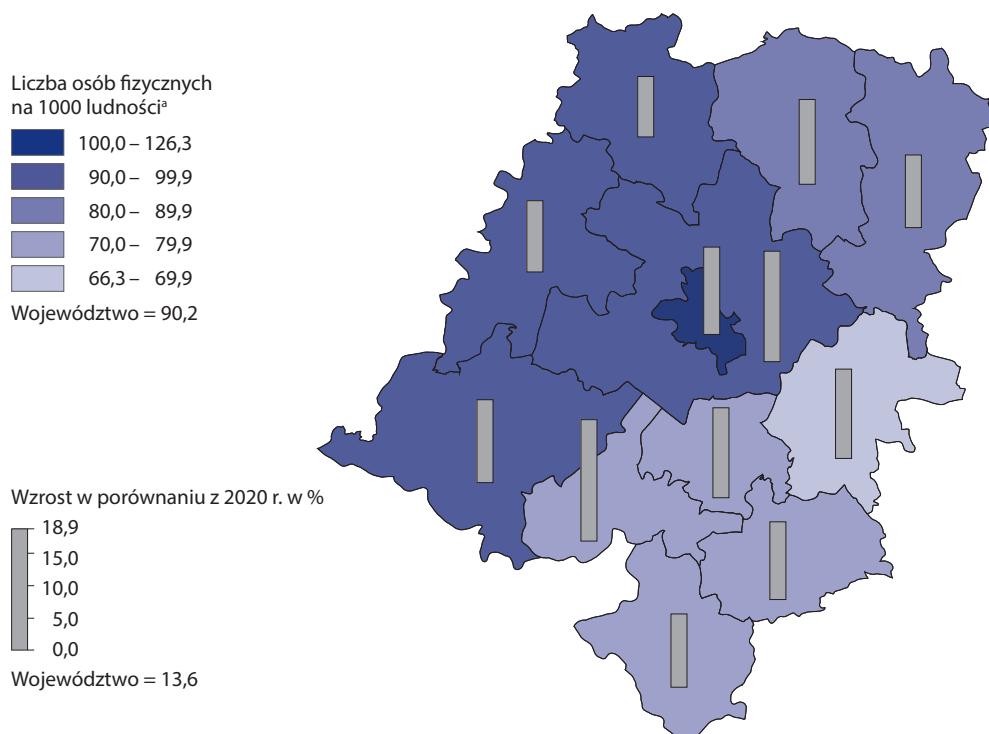 Liczba osób fizycznych
na 1000 ludnościᵃ
100,0 – 126,3
90,0 – 99,9
80,0 – 89,9
70,0 – 79,9
66,3 – 69,9
Województwo = 90,2
Wzrost w porównaniu z 2020 r. w %
18,9
15,0
10,0
5,0
0,0
Województwo = 13,6